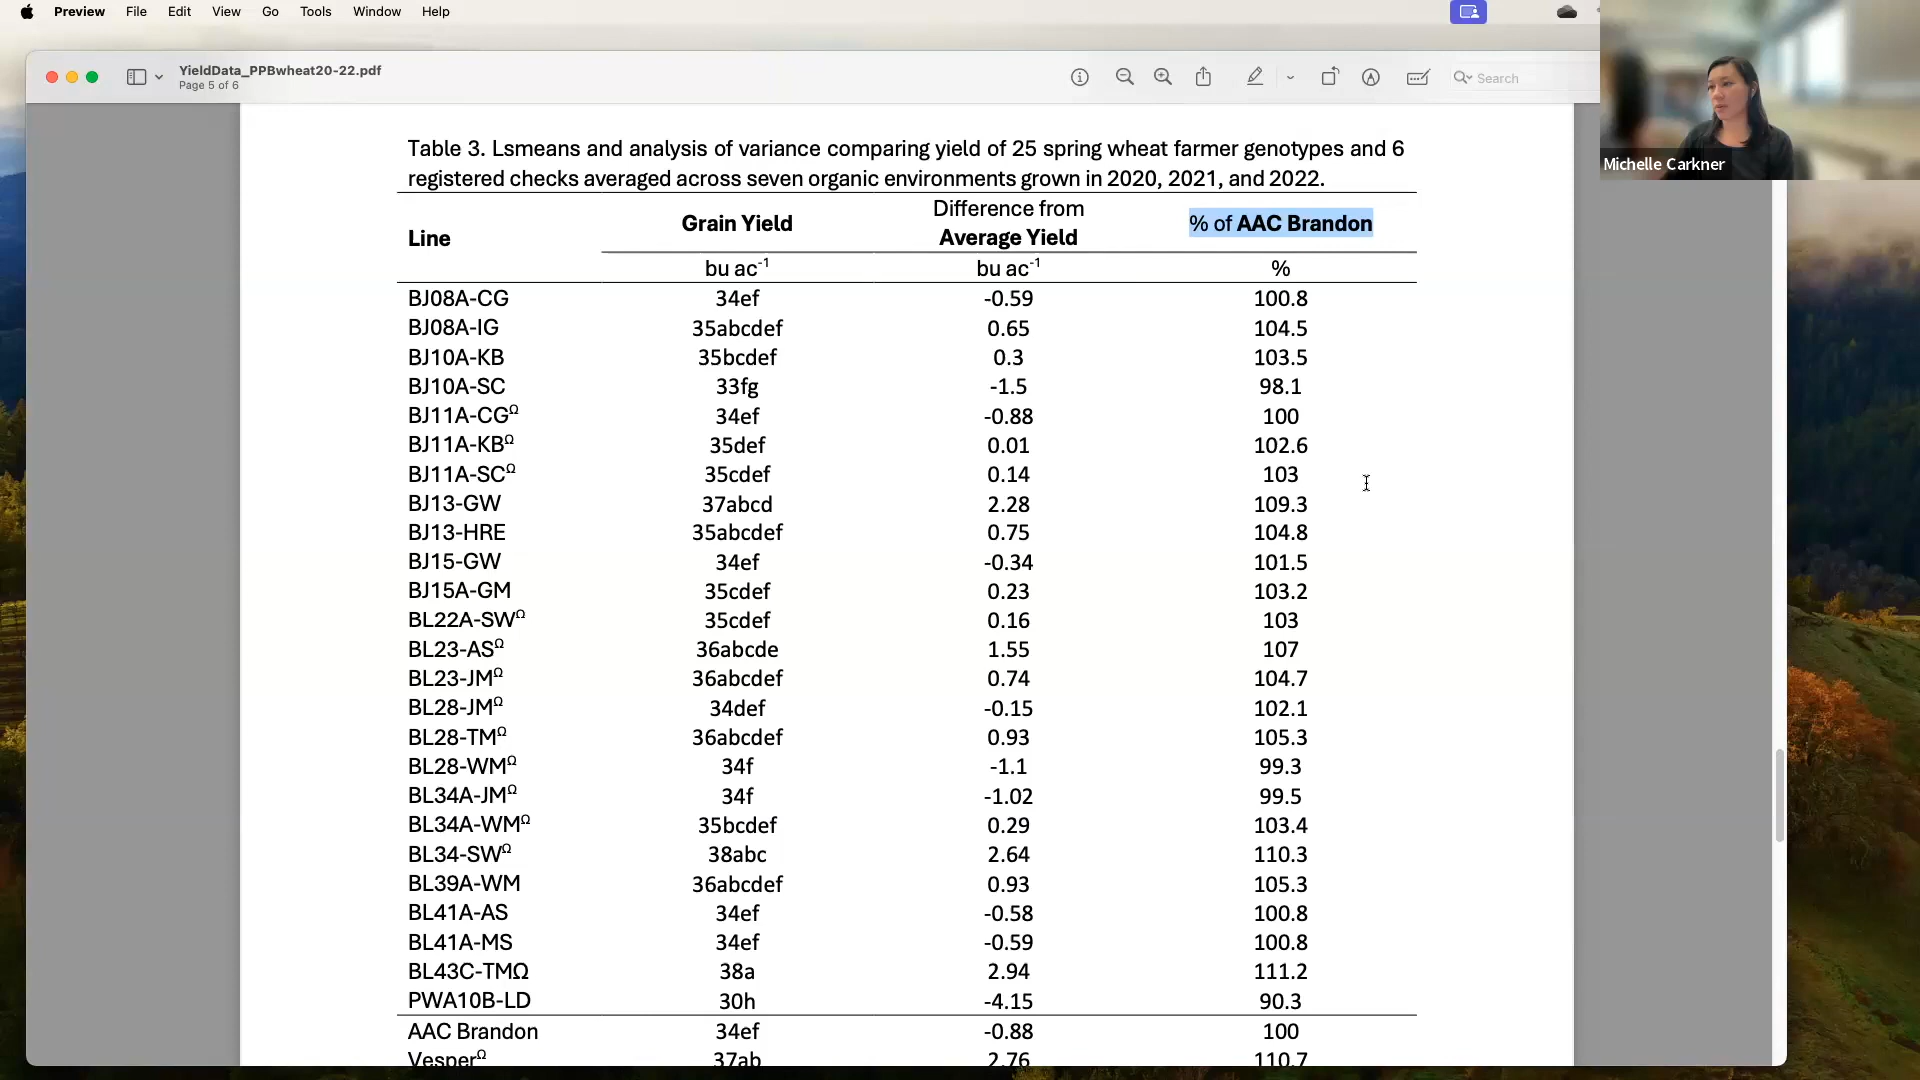 Preview File Edit View Go Tools Window Help
YieldData_PPBwheat20-22.pdf
Page 5 of 6
Search
Michelle Carkner
Table 3. Lsmeans and analysis of variance comparing yield of 25 spring wheat farmer genotypes and 6
registered checks averaged across seven organic environments grown in 2020, 2021, and 2022.
Line Grain Yield Difference from Average Yield % of AAC Brandon
bu ac-1 bu ac-1 %
BJ08A-CG 34ef -0.59 100.8
BJ08A-IG 35abcdef 0.65 104.5
BJ10A-KB 35bcdef 0.3 103.5
BJ10A-SC 33fg -1.5 98.1
BJ11A-CGΩ 34ef -0.88 100
BJ11A-KBΩ 35def 0.01 102.6
BJ11A-SCΩ 35cdef 0.14 103
BJ13-GW 37abcd 2.28 109.3
BJ13-HRE 35abcdef 0.75 104.8
BJ15-GW 34ef -0.34 101.5
BJ15A-GM 35cdef 0.23 103.2
BL22A-SWΩ 35cdef 0.16 103
BL23-ASΩ 36abcde 1.55 107
BL23-JMΩ 36abcdef 0.74 104.7
BL28-JMΩ 34def -0.15 102.1
BL28-TMΩ 36abcdef 0.93 105.3
BL28-WMΩ 34f -1.1 99.3
BL34A-JMΩ 34f -1.02 99.5
BL34A-WMΩ 35bcdef 0.29 103.4
BL34-SWΩ 38abc 2.64 110.3
BL39A-WM 36abcdef 0.93 105.3
BL41A-AS 34ef -0.58 100.8
BL41A-MS 34ef -0.59 100.8
BL43C-TMΩ 38a 2.94 111.2
PWA10B-LD 30h -4.15 90.3
AAC Brandon 34ef -0.88 100
VesperΩ 37ab 2.76 110.7